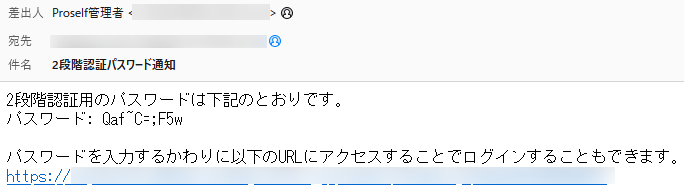 差出人 Proself管理者 < >
宛先
件名 2段階認証パスワード通知
2段階認証用のパスワードは下記のとおりです。
パスワード: Qaf~C=;F5w
パスワードを入力するかわりに以下のURLにアクセスすることでログインすることもできます。
https://